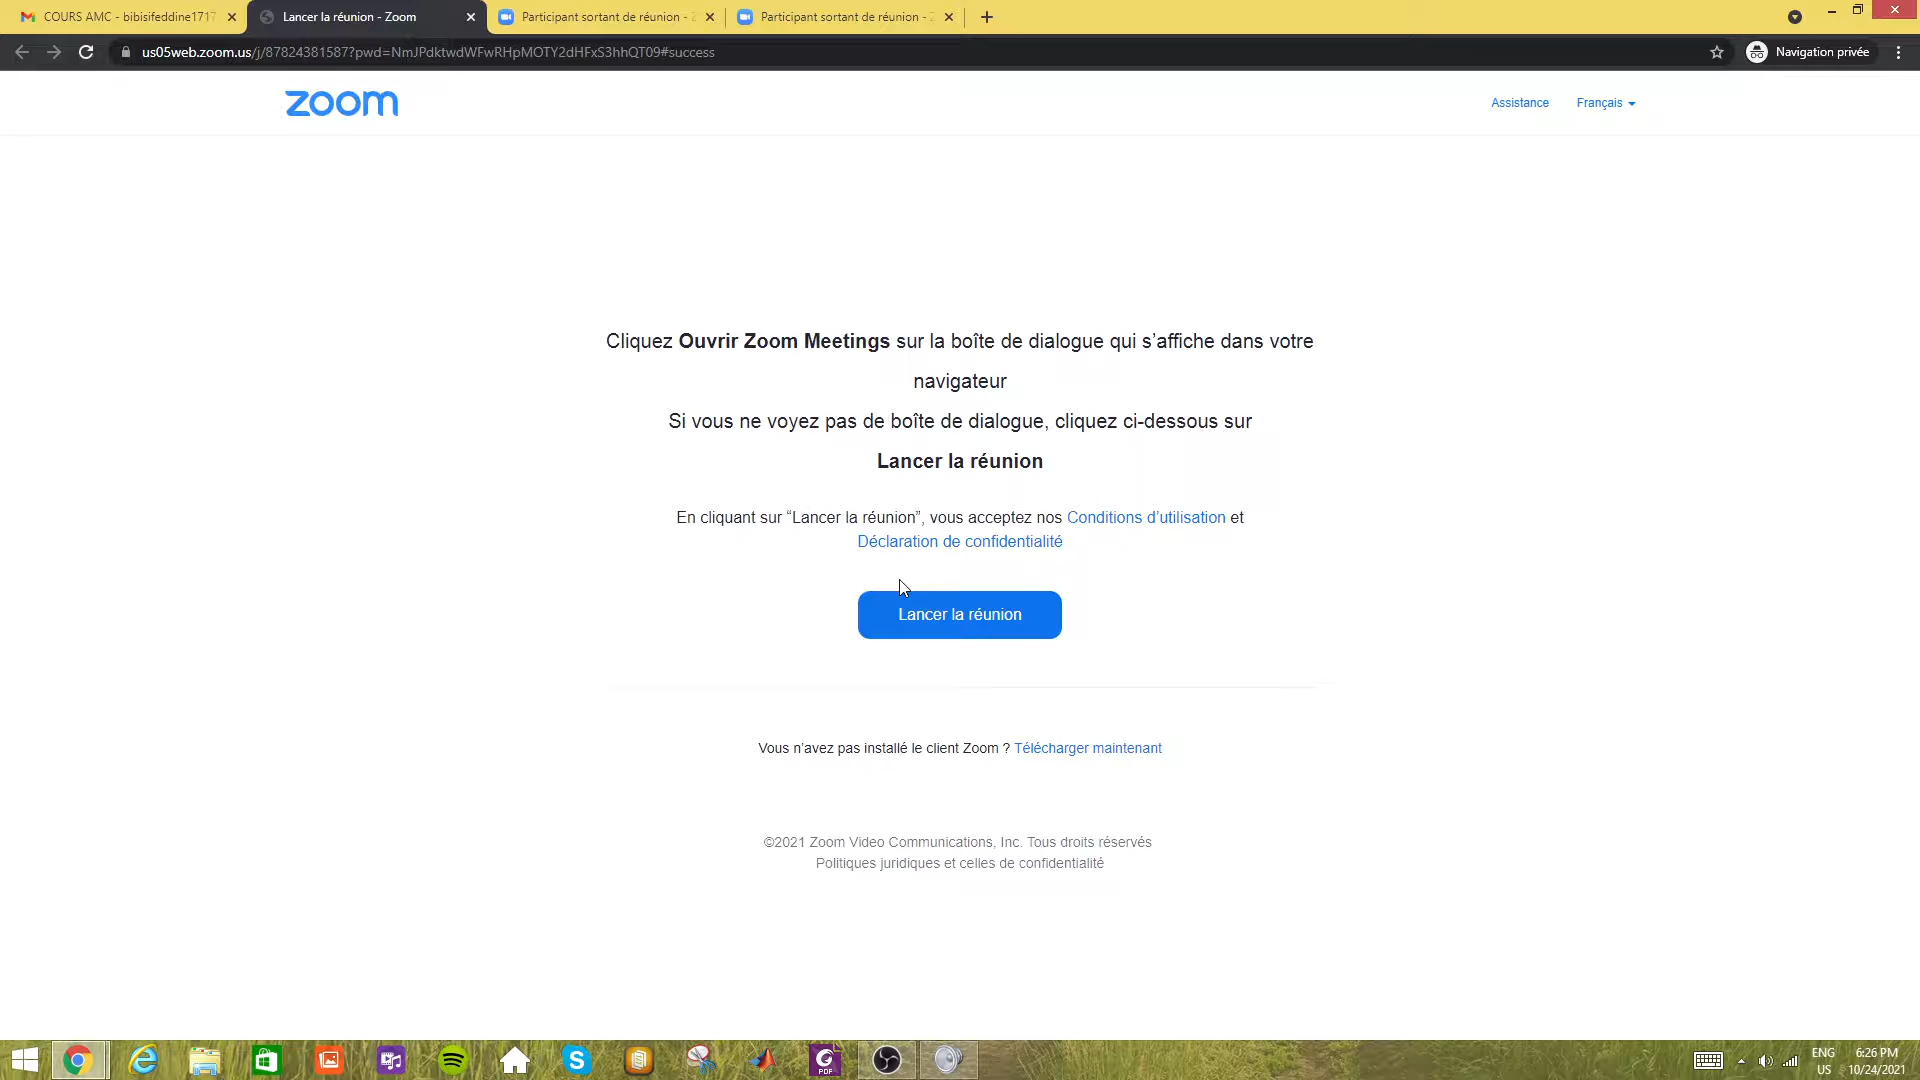 COURS AMC - bibisifeddine1717
Lancer la réunion - Zoom
Participant sortant de réunion -
Participant sortant de réunion -
us05web.zoom.us/j/87824381587?pwd=NmJPdktwdWFwRHpMOTY2dHFxS3hhQT09#success
Navigation privée
zoom
Assistance
Français
Cliquez Ouvrir Zoom Meetings sur la boîte de dialogue qui s’affiche dans votre
navigateur
Si vous ne voyez pas de boîte de dialogue, cliquez ci-dessous sur
Lancer la réunion
En cliquant sur “Lancer la réunion”, vous acceptez nos Conditions d’utilisation et
Déclaration de confidentialité
Lancer la réunion
Vous n’avez pas installé le client Zoom ? Télécharger maintenant
©2021 Zoom Video Communications, Inc. Tous droits réservés
Politiques juridiques et celles de confidentialité
PDF
ENG
US
6:26 PM
10/24/2021